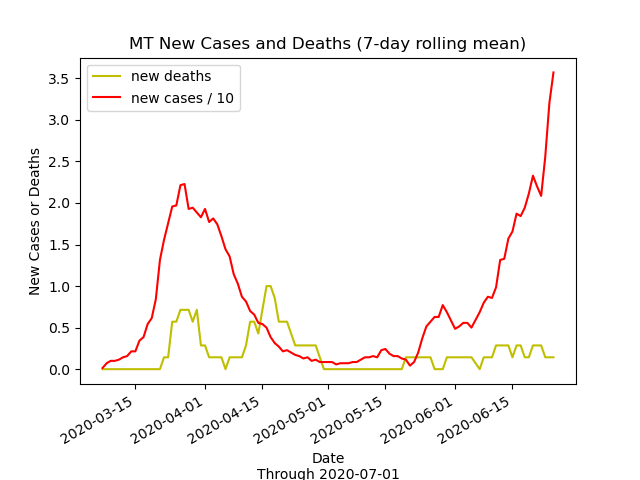 MT New Cases and Deaths (7-day rolling mean)
new deaths
new cases / 10
New Cases or Deaths
3.5
3.0
2.5
2.0
1.5
1.0
0.5
0.0
2020-03-15
2020-04-01
2020-04-15
2020-05-01
2020-05-15
2020-06-01
2020-06-15
Date
Through 2020-07-01